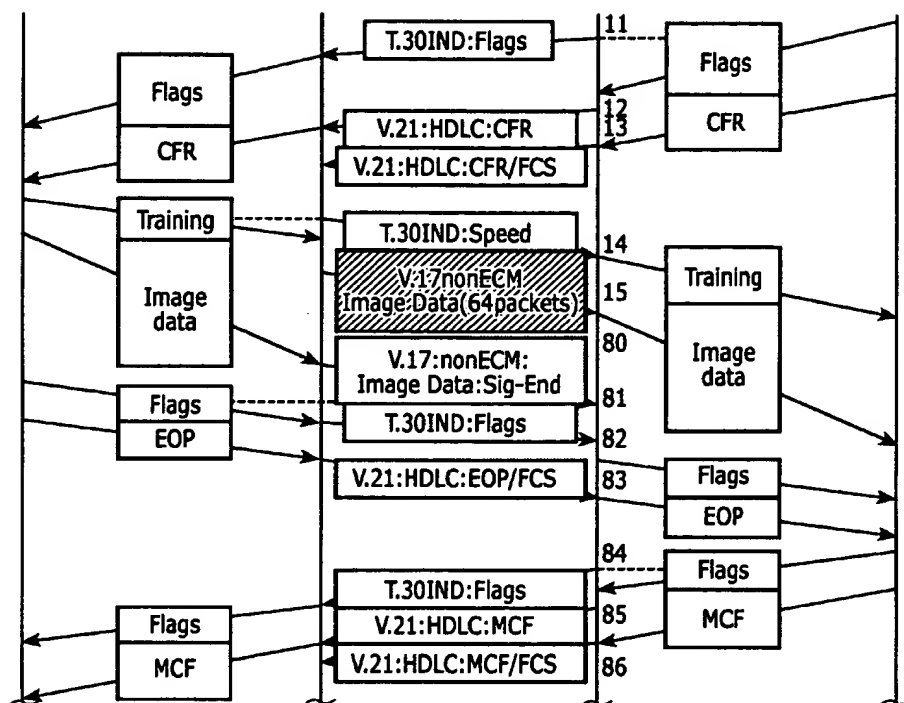 T.30IND:Flags
11
Flags
Flags
12
V.21:HDLC:CFR
13
CFR
CFR
V.21:HDLC:CFR/FCS
Training
T.30IND:Speed
14
Training
V.17nonECM
Image Data(64packets)
15
Image
data
80
V.17:nonECM:
Image Data:Sig-End
Image
data
81
Flags
T.30IND:Flags
EOP
82
V.21:HDLC:EOP/FCS
83
Flags
EOP
84
Flags
T.30IND:Flags
85
MCF
Flags
V.21:HDLC:MCF
MCF
V.21:HDLC:MCF/FCS
86